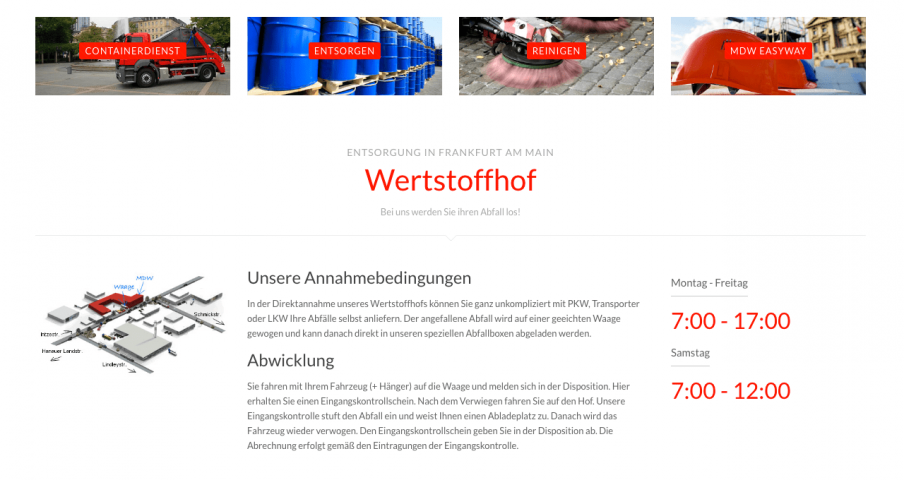 CONTAINERDIENST
ENTSORGEN
REINIGEN
MDW EASYWAY
ENTSORGUNG IN FRANKFURT AM MAIN
Wertstoffhof
Bei uns werden Sie ihren Abfall los!
MDW
Waage
Schwickstr.
Intzestr.
Hanauer Landstr.
Lindleystr.
Unsere Annahmebedingungen
In der Direktannahme unseres Wertstoffhofs können Sie ganz unkompliziert mit PKW, Transporter
oder LKW Ihre Abfälle selbst anliefern. Der angefallene Abfall wird auf einer geeichten Waage
gewogen und kann danach direkt in unseren speziellen Abfallboxen abgeladen werden.
Abwicklung
Sie fahren mit Ihrem Fahrzeug (+ Hänger) auf die Waage und melden sich in der Disposition. Hier
erhalten Sie einen Eingangskontrollschein. Nach dem Verwiegen fahren Sie auf den Hof. Unsere
Eingangskontrolle stuft den Abfall ein und weist Ihnen einen Abladeplatz zu. Danach wird das
Fahrzeug wieder verwogen. Den Eingangskontrollschein geben Sie in der Disposition ab. Die
Abrechnung erfolgt gemäß den Eintragungen der Eingangskontrolle.
Montag - Freitag
7:00 - 17:00
Samstag
7:00 - 12:00